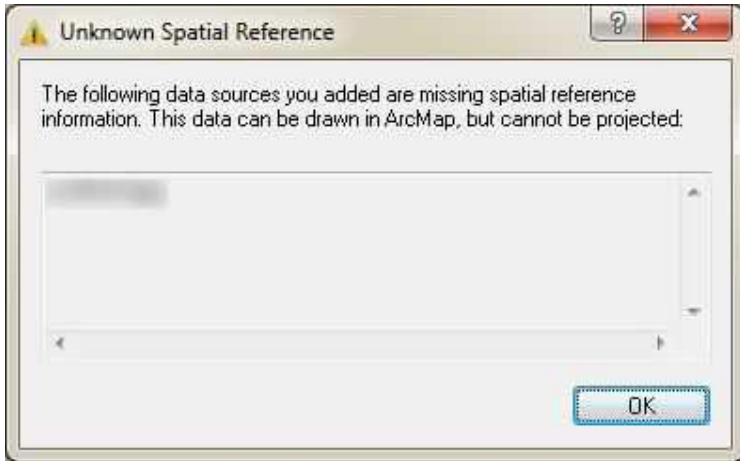 Unknown Spatial Reference
The following data sources you added are missing spatial reference
information. This data can be drawn in ArcMap, but cannot be projected:
OK